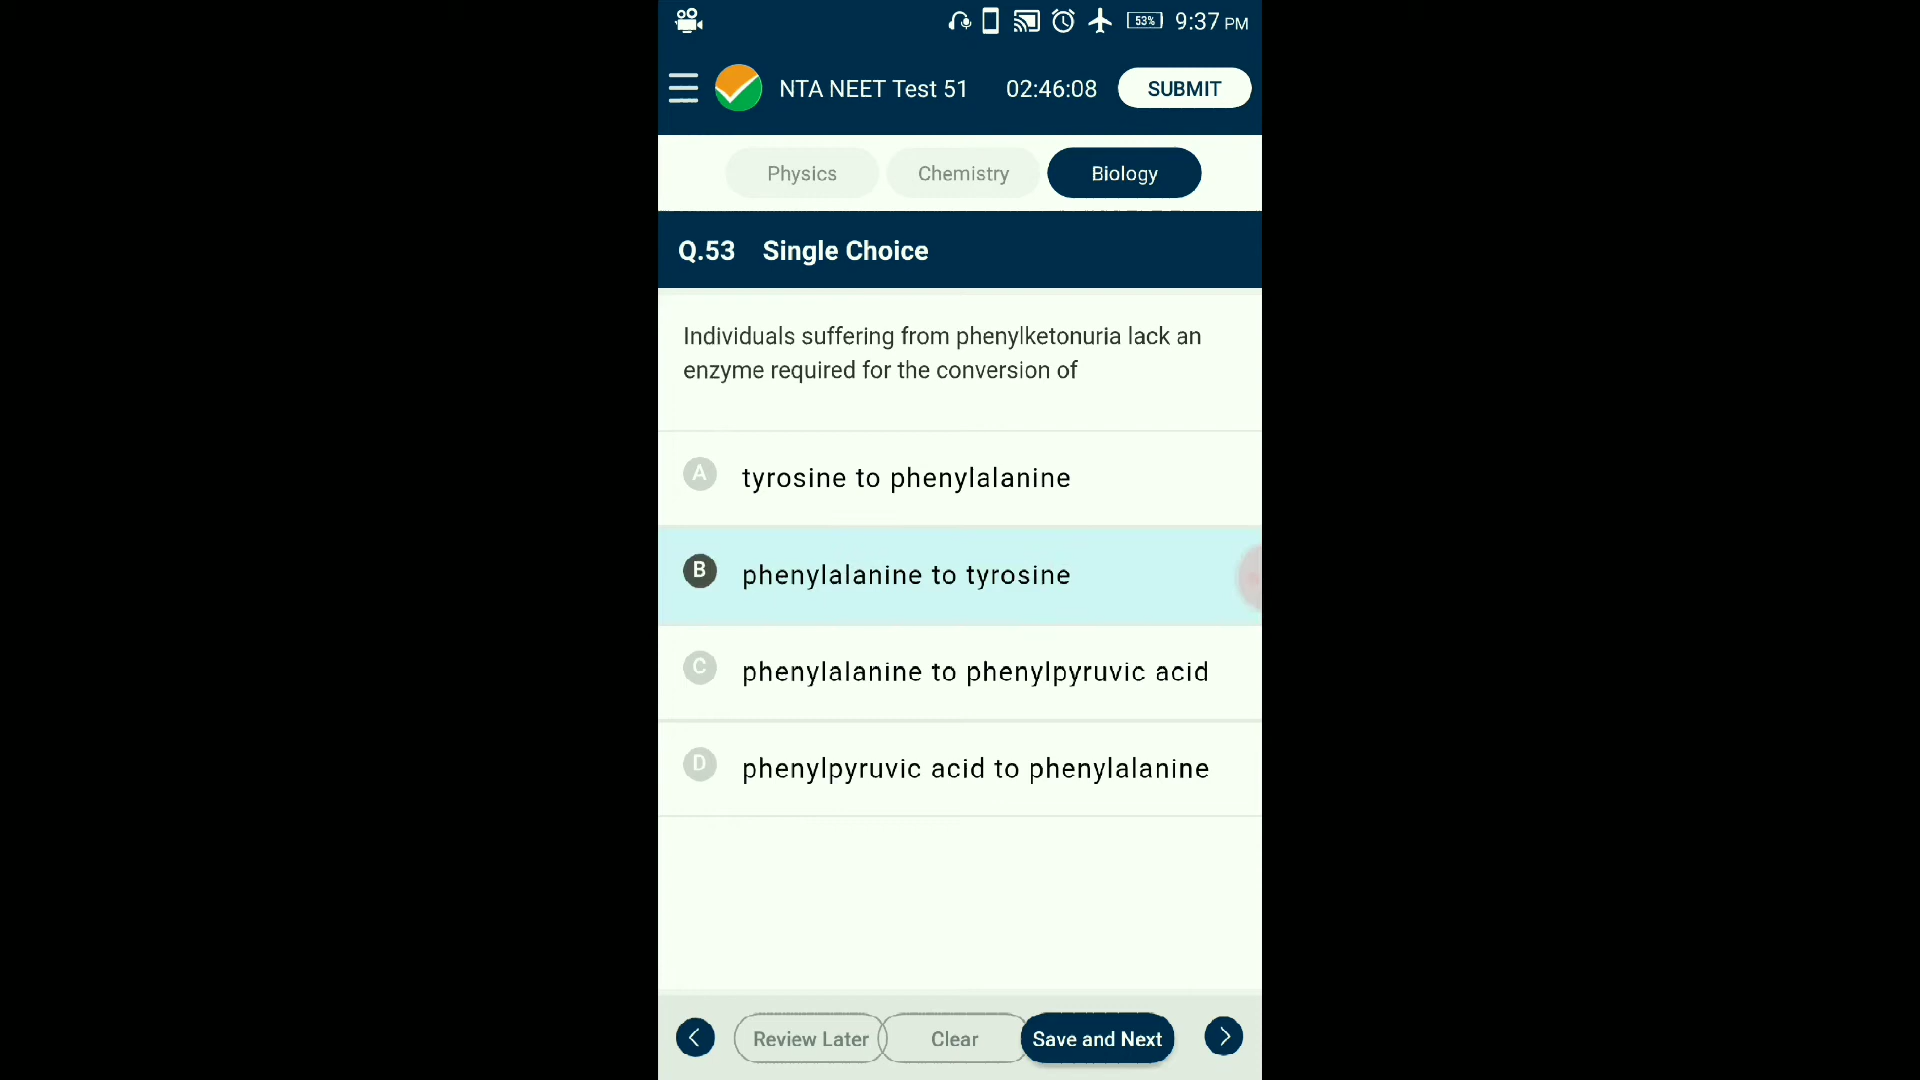 53% 9:37 PM
NTA NEET Test 51 02:46:08 SUBMIT
Physics Chemistry Biology
Q.53 Single Choice
Individuals suffering from phenylketonuria lack an
enzyme required for the conversion of
A tyrosine to phenylalanine
B phenylalanine to tyrosine
C phenylalanine to phenylpyruvic acid
D phenylpyruvic acid to phenylalanine
Review Later Clear Save and Next